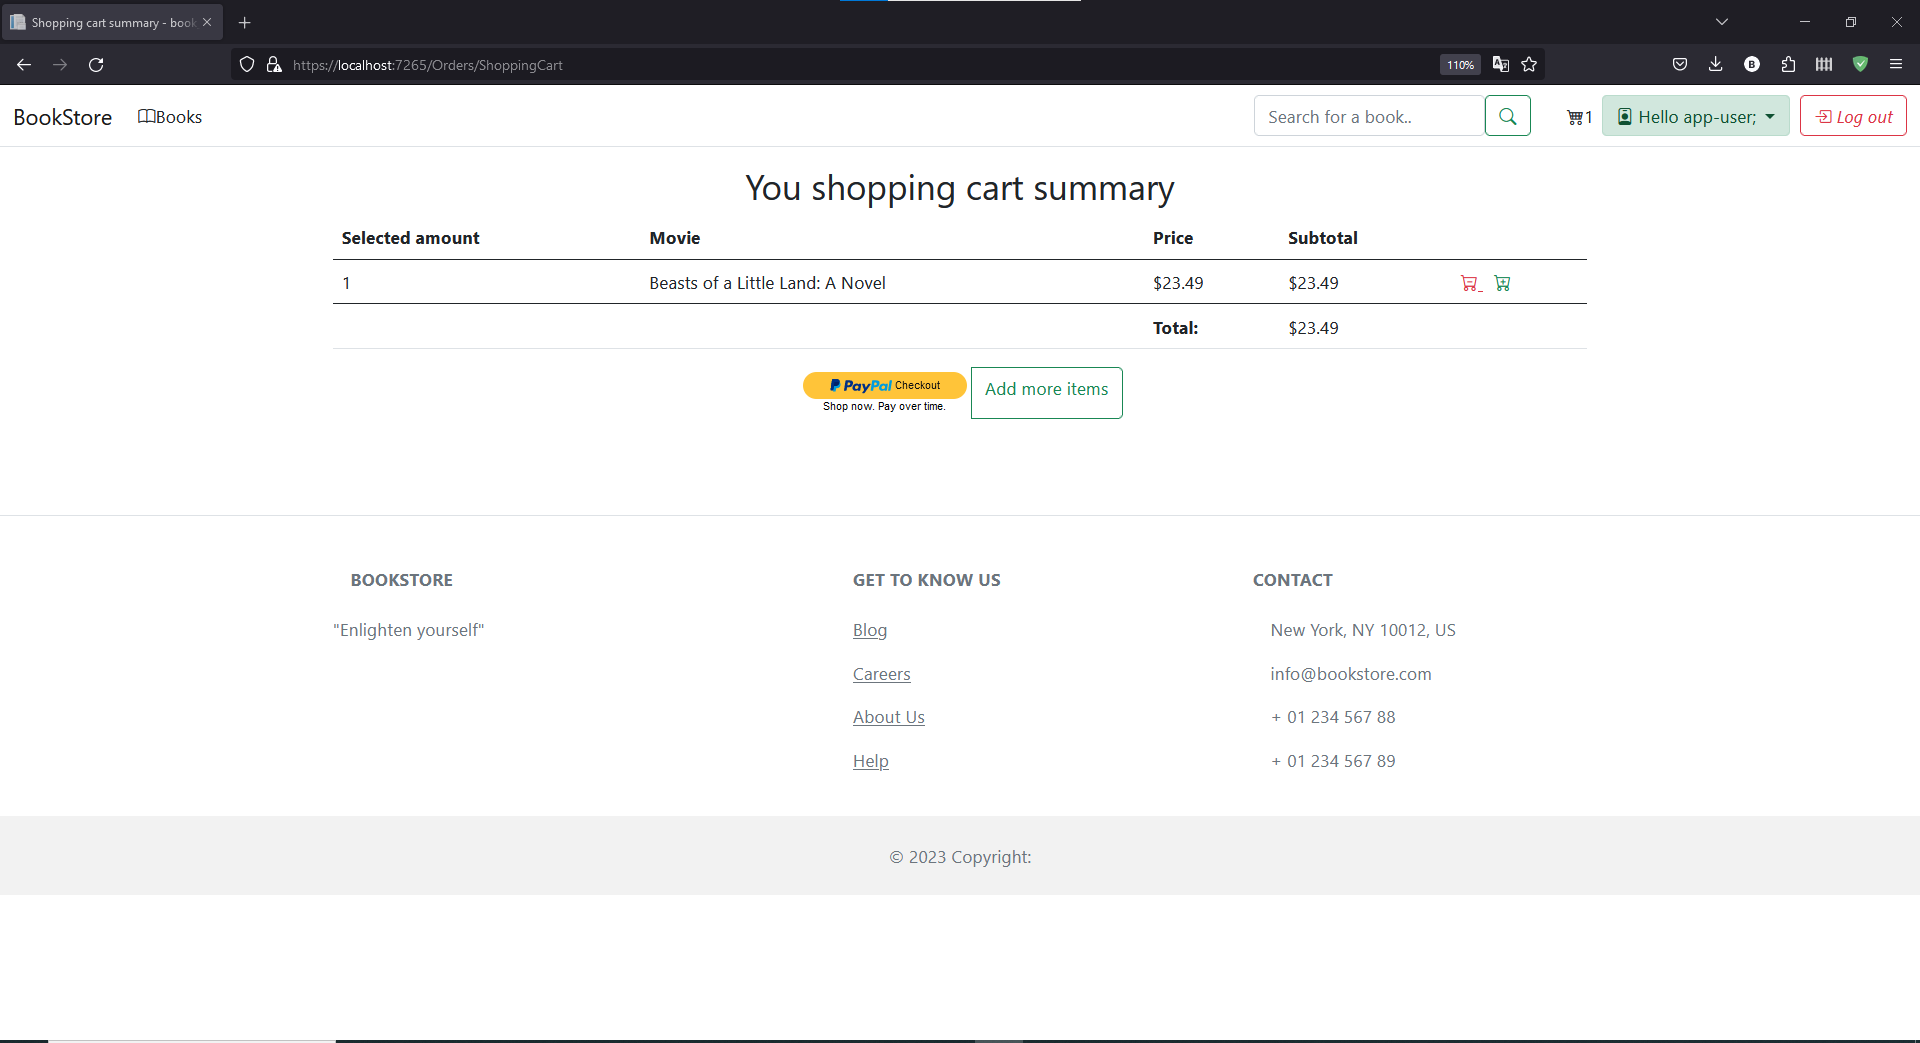 Shopping cart summary - book
https://localhost:7265/Orders/ShoppingCart
110%
BookStore
Books
Search for a book..
1
Hello app-user;
Log out
You shopping cart summary
Selected amount Movie Price Subtotal
1 Beasts of a Little Land: A Novel $23.49 $23.49
Total: $23.49
PayPal Checkout
Shop now. Pay over time.
Add more items
BOOKSTORE
"Enlighten yourself"
GET TO KNOW US
Blog
Careers
About Us
Help
CONTACT
New York, NY 10012, US
info@bookstore.com
+ 01 234 567 88
+ 01 234 567 89
© 2023 Copyright: